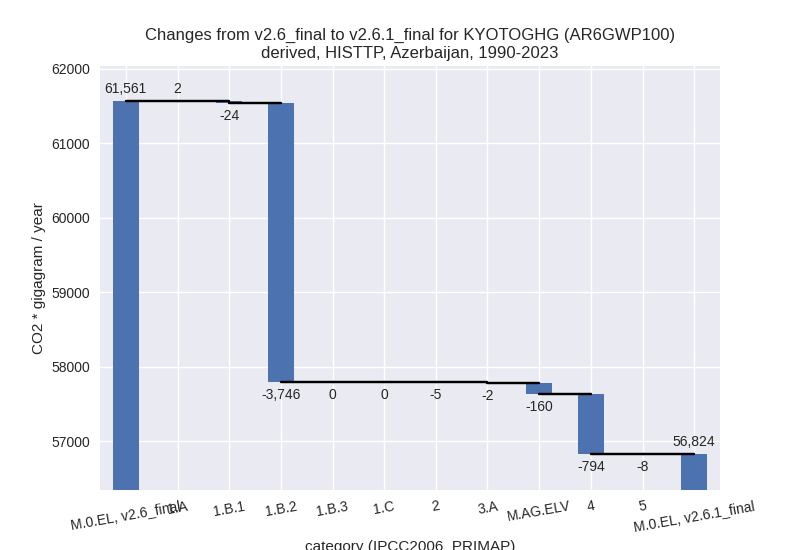 Changes from v2.6_final to v2.6.1_final for KYOTOGHG (AR6GWP100)
derived, HISTTP, Azerbaijan, 1990-2023
CO2 * gigagram / year
62000
61000
60000
59000
58000
57000
61,561
2
-24
-3,746
0
0
-5
-2
-160
-794
-8
56,824
M.0.EL, v2.6_final
1.A
1.B.1
1.B.2
1.B.3
1.C
2
3.A
M.AG.ELV
4
5
M.0.EL, v2.6.1_final
category (IPCC2006_PRIMAP)